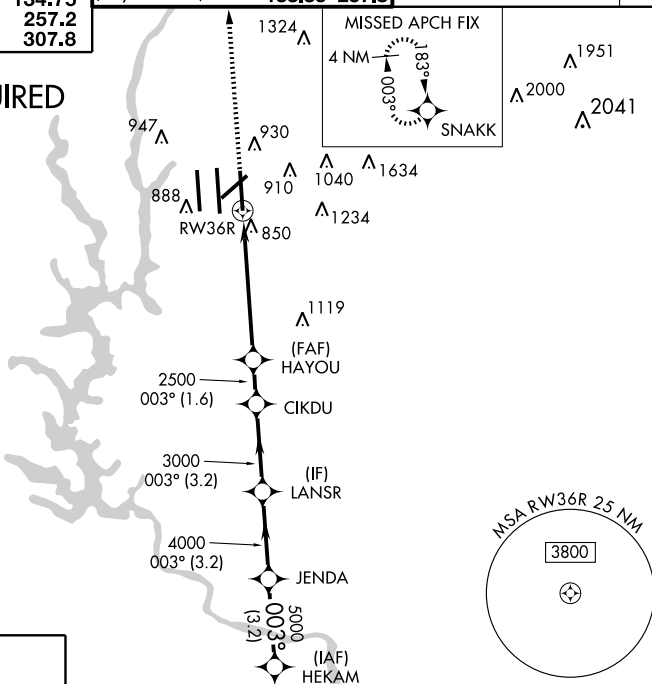 257.2
307.8
UIRED
MISSED APCH FIX
4 NM
183°
003°
SNAKK
1324
1951
2000
2041
947
930
910
1040
1634
888
1234
RW36R
850
1119
(FAF)
HAYOU
2500
003° (1.6)
CIKDU
3000
003° (3.2)
(IF)
LANSR
4000
003° (3.2)
JENDA
5000
003°
(3.2)
(IAF)
HEKAM
MSA RW36R 25 NM
3800